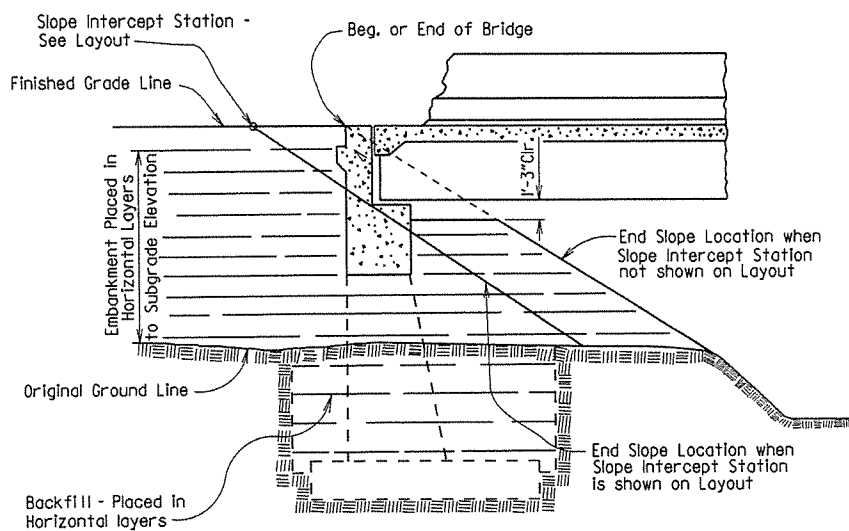 Slope Intercept Station -
See Layout
Beg. or End of Bridge
Finished Grade Line
1'-3"Clr.
Embankment Placed in
Horizontal Layers
to Subgrade Elevation
End Slope Location when
Slope Intercept Station
not shown on Layout
Original Ground Line
End Slope Location when
Slope Intercept Station
is shown on Layout
Backfill - Placed in
Horizontal layers